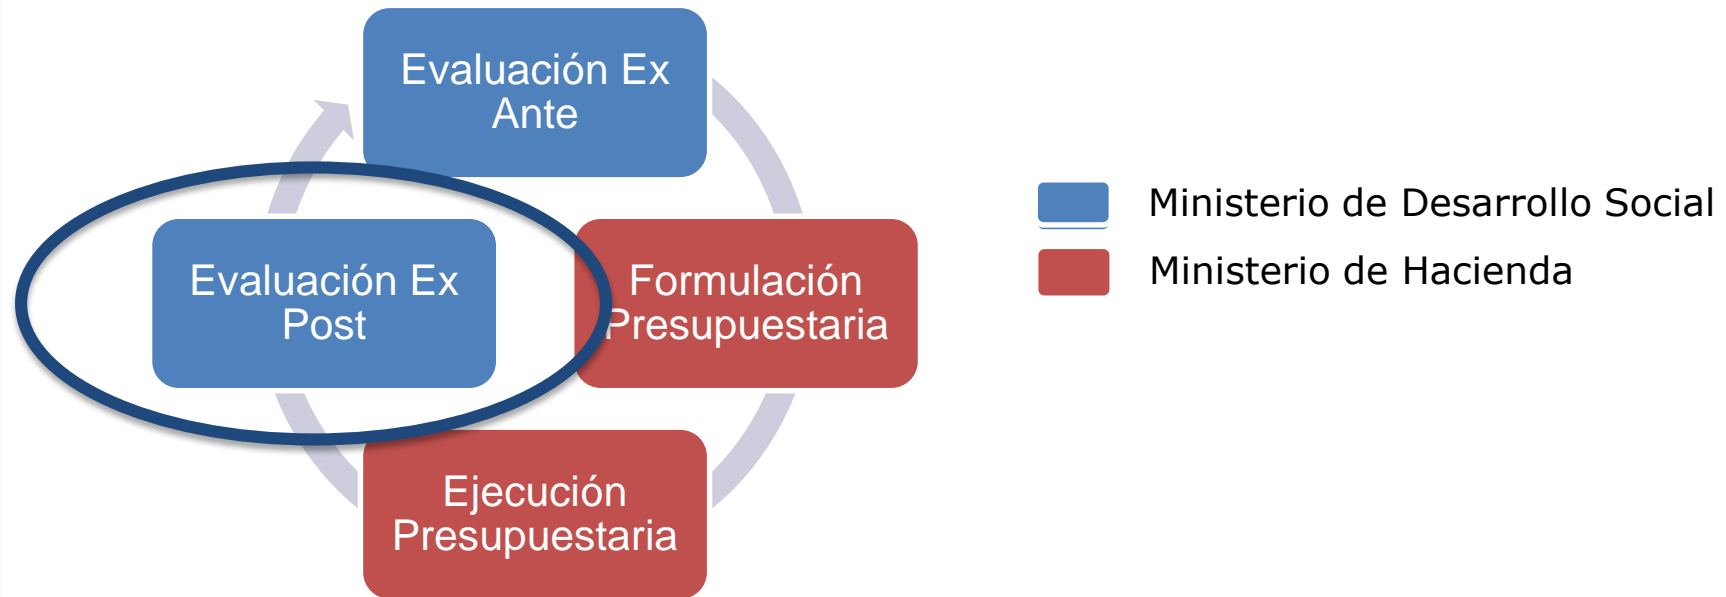 Evaluación Ex
Ante
Evaluación Ex
Post
Formulación
Presupuestaria
Ejecución
Presupuestaria
Ministerio de Desarrollo Social
Ministerio de Hacienda